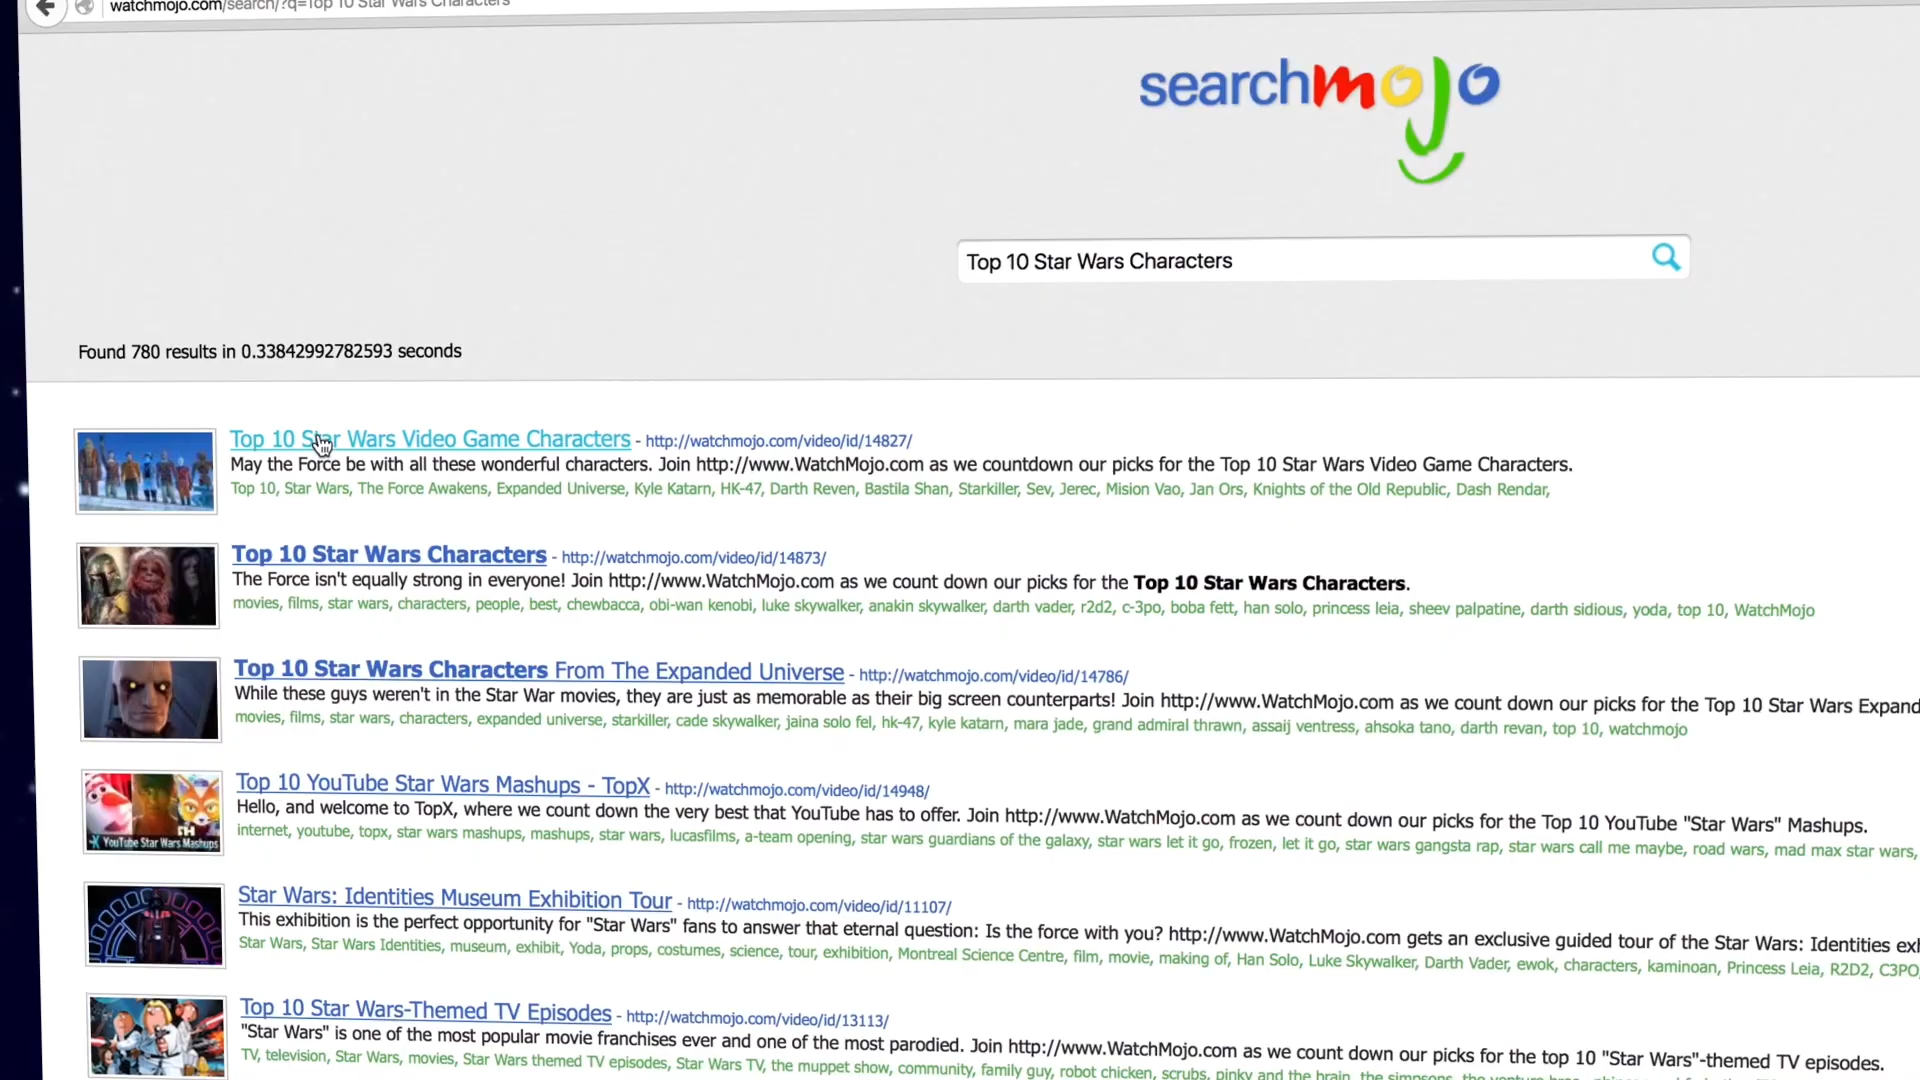 watchmojo.com/search/?q=Top 10 Star Wars Characters
searchmojo
Top 10 Star Wars Characters
Found 780 results in 0.33842992782593 seconds
Top 10 Star Wars Video Game Characters - http://watchmojo.com/video/id/14827/
May the Force be with all these wonderful characters. Join http://www.WatchMojo.com as we countdown our picks for the Top 10 Star Wars Video Game Characters.
Top 10, Star Wars, The Force Awakens, Expanded Universe, Kyle Katarn, HK-47, Darth Reven, Bastila Shan, Starkiller, Sev, Jerec, Mision Vao, Jan Ors, Knights of the Old Republic, Dash Rendar,
Top 10 Star Wars Characters - http://watchmojo.com/video/id/14873/
The Force isn't equally strong in everyone! Join http://www.WatchMojo.com as we count down our picks for the Top 10 Star Wars Characters.
movies, films, star wars, characters, people, best, chewbacca, obi-wan kenobi, luke skywalker, anakin skywalker, darth vader, r2d2, c-3po, boba fett, han solo, princess leia, sheev palpatine, darth sidious, yoda, top 10, WatchMojo
Top 10 Star Wars Characters From The Expanded Universe - http://watchmojo.com/video/id/14786/
While these guys weren't in the Star War movies, they are just as memorable as their big screen counterparts! Join http://www.WatchMojo.com as we count down our picks for the Top 10 Star Wars Expand
movies, films, star wars, characters, expanded universe, starkiller, cade skywalker, jaina solo fel, hk-47, kyle katarn, mara jade, grand admiral thrawn, assaij ventress, ahsoka tano, darth revan, top 10, watchmojo
Top 10 YouTube Star Wars Mashups - TopX - http://watchmojo.com/video/id/14948/
Hello, and welcome to TopX, where we count down the very best that YouTube has to offer. Join http://www.WatchMojo.com as we count down our picks for the Top 10 YouTube "Star Wars" Mashups.
internet, youtube, topx, star wars mashups, mashups, star wars, lucasfilms, a-team opening, star wars guardians of the galaxy, star wars let it go, frozen, let it go, star wars gangsta rap, star wars call me maybe, road wars, mad max star wars,
YouTube Star Wars Mashups
Star Wars: Identities Museum Exhibition Tour - http://watchmojo.com/video/id/11107/
This exhibition is the perfect opportunity for "Star Wars" fans to answer that eternal question: Is the force with you? http://www.WatchMojo.com gets an exclusive guided tour of the Star Wars: Identities exh
Star Wars, Star Wars Identities, museum, exhibit, Yoda, props, costumes, science, tour, exhibition, Montreal Science Centre, film, movie, making of, Han Solo, Luke Skywalker, Darth Vader, ewok, characters, kaminoan, Princess Leia, R2D2, C3PO
Top 10 Star Wars-Themed TV Episodes - http://watchmojo.com/video/id/13113/
"Star Wars" is one of the most popular movie franchises ever and one of the most parodied. Join http://www.WatchMojo.com as we count down our picks for the top 10 "Star Wars"-themed TV episodes.
TV, television, Star Wars, movies, Star Wars themed TV episodes, Star Wars TV, the muppet show, community, family guy, robot chicken, scrubs, pinky and the brain, the simpsons,